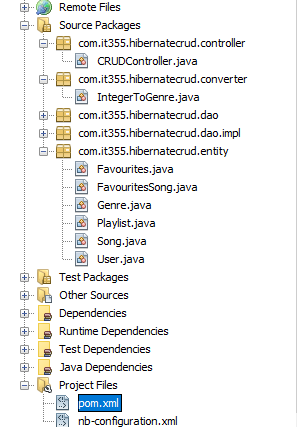 Remote Files
Source Packages
com.it355.hibernatecrud.controller
CRUDController.java
com.it355.hibernatecrud.converter
IntegerToGenre.java
com.it355.hibernatecrud.dao
com.it355.hibernatecrud.dao.impl
com.it355.hibernatecrud.entity
Favourites.java
FavouritesSong.java
Genre.java
Playlist.java
Song.java
User.java
Test Packages
Other Sources
Dependencies
Runtime Dependencies
Test Dependencies
Java Dependencies
Project Files
pom.xml
nb-configuration.xml